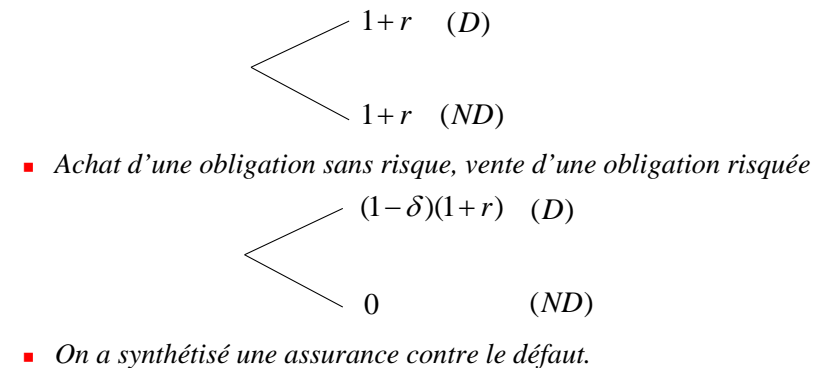 1+r (D)
1+r (ND)
▪ Achat d'une obligation sans risque, vente d'une obligation risquée
(1−δ)(1+r) (D)
0 (ND)
▪ On a synthétisé une assurance contre le défaut.